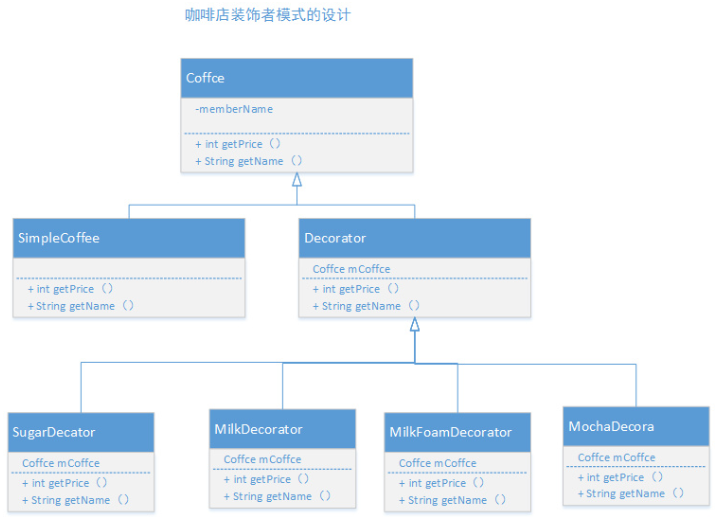 咖啡店装饰者模式的设计
Coffce
-memberName
+ int getPrice（）
+ String getName（）
SimpleCoffee
+ int getPrice（）
+ String getName（）
Decorator
Coffce mCoffce
+ int getPrice（）
+ String getName（）
SugarDecator
Coffce mCoffce
+ int getPrice（）
+ String getName（）
MilkDecorator
Coffce mCoffce
+ int getPrice（）
+ String getName（）
MilkFoamDecorator
Coffce mCoffce
+ int getPrice（）
+ String getName（）
MochaDecora
Coffce mCoffce
+ int getPrice（）
+ String getName（）